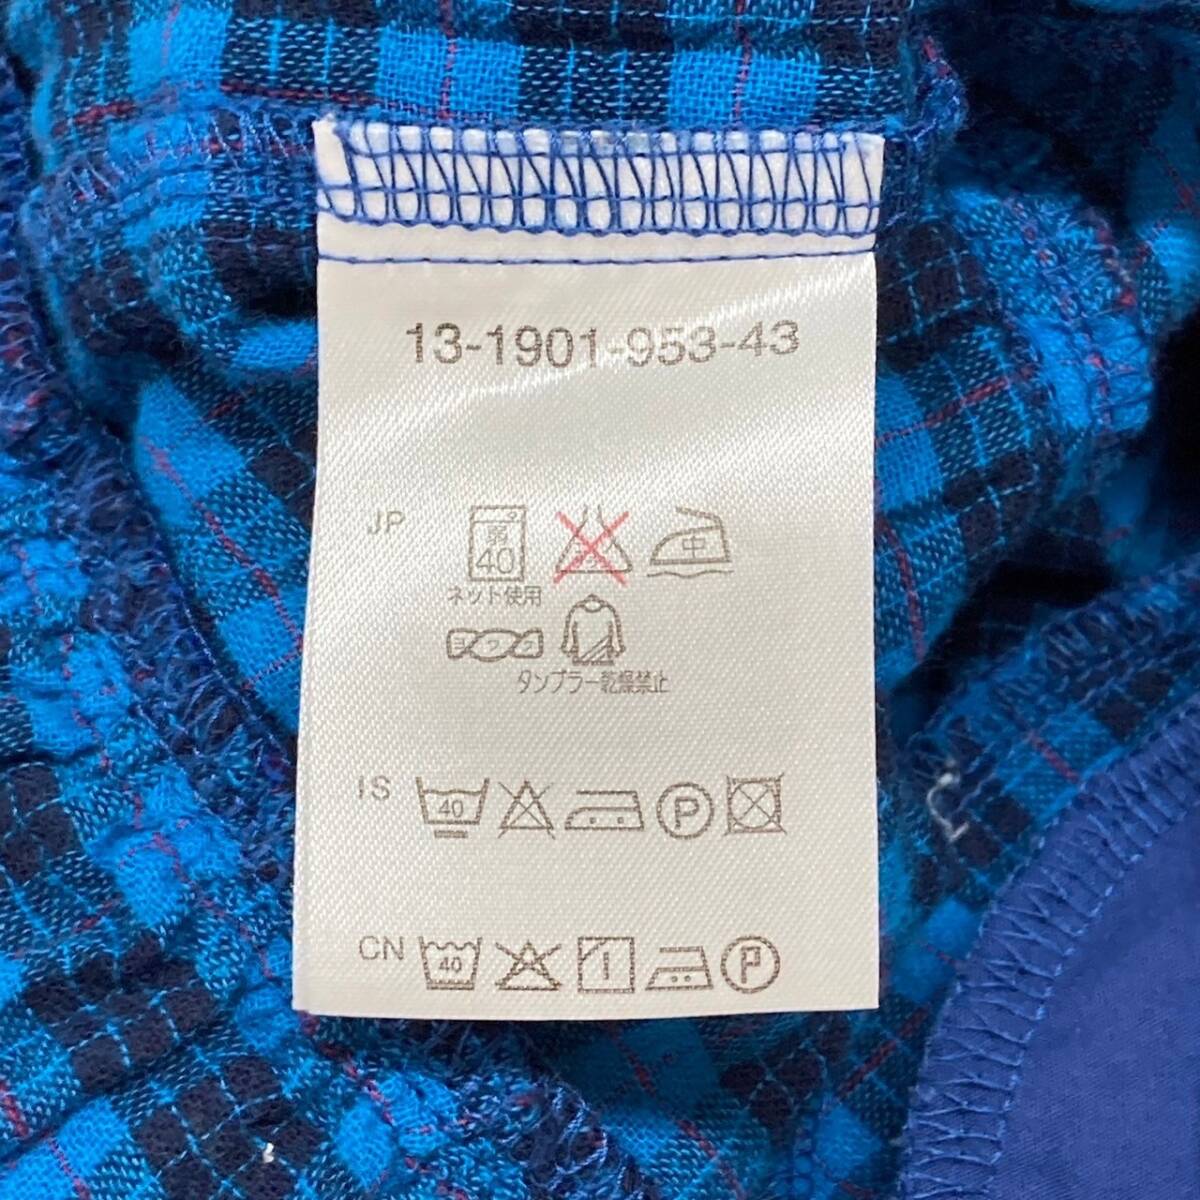 13-1901-953-43
JP 弱 40 中
ネット使用
タンブラー乾燥禁止
IS 40 P
CN 40 P